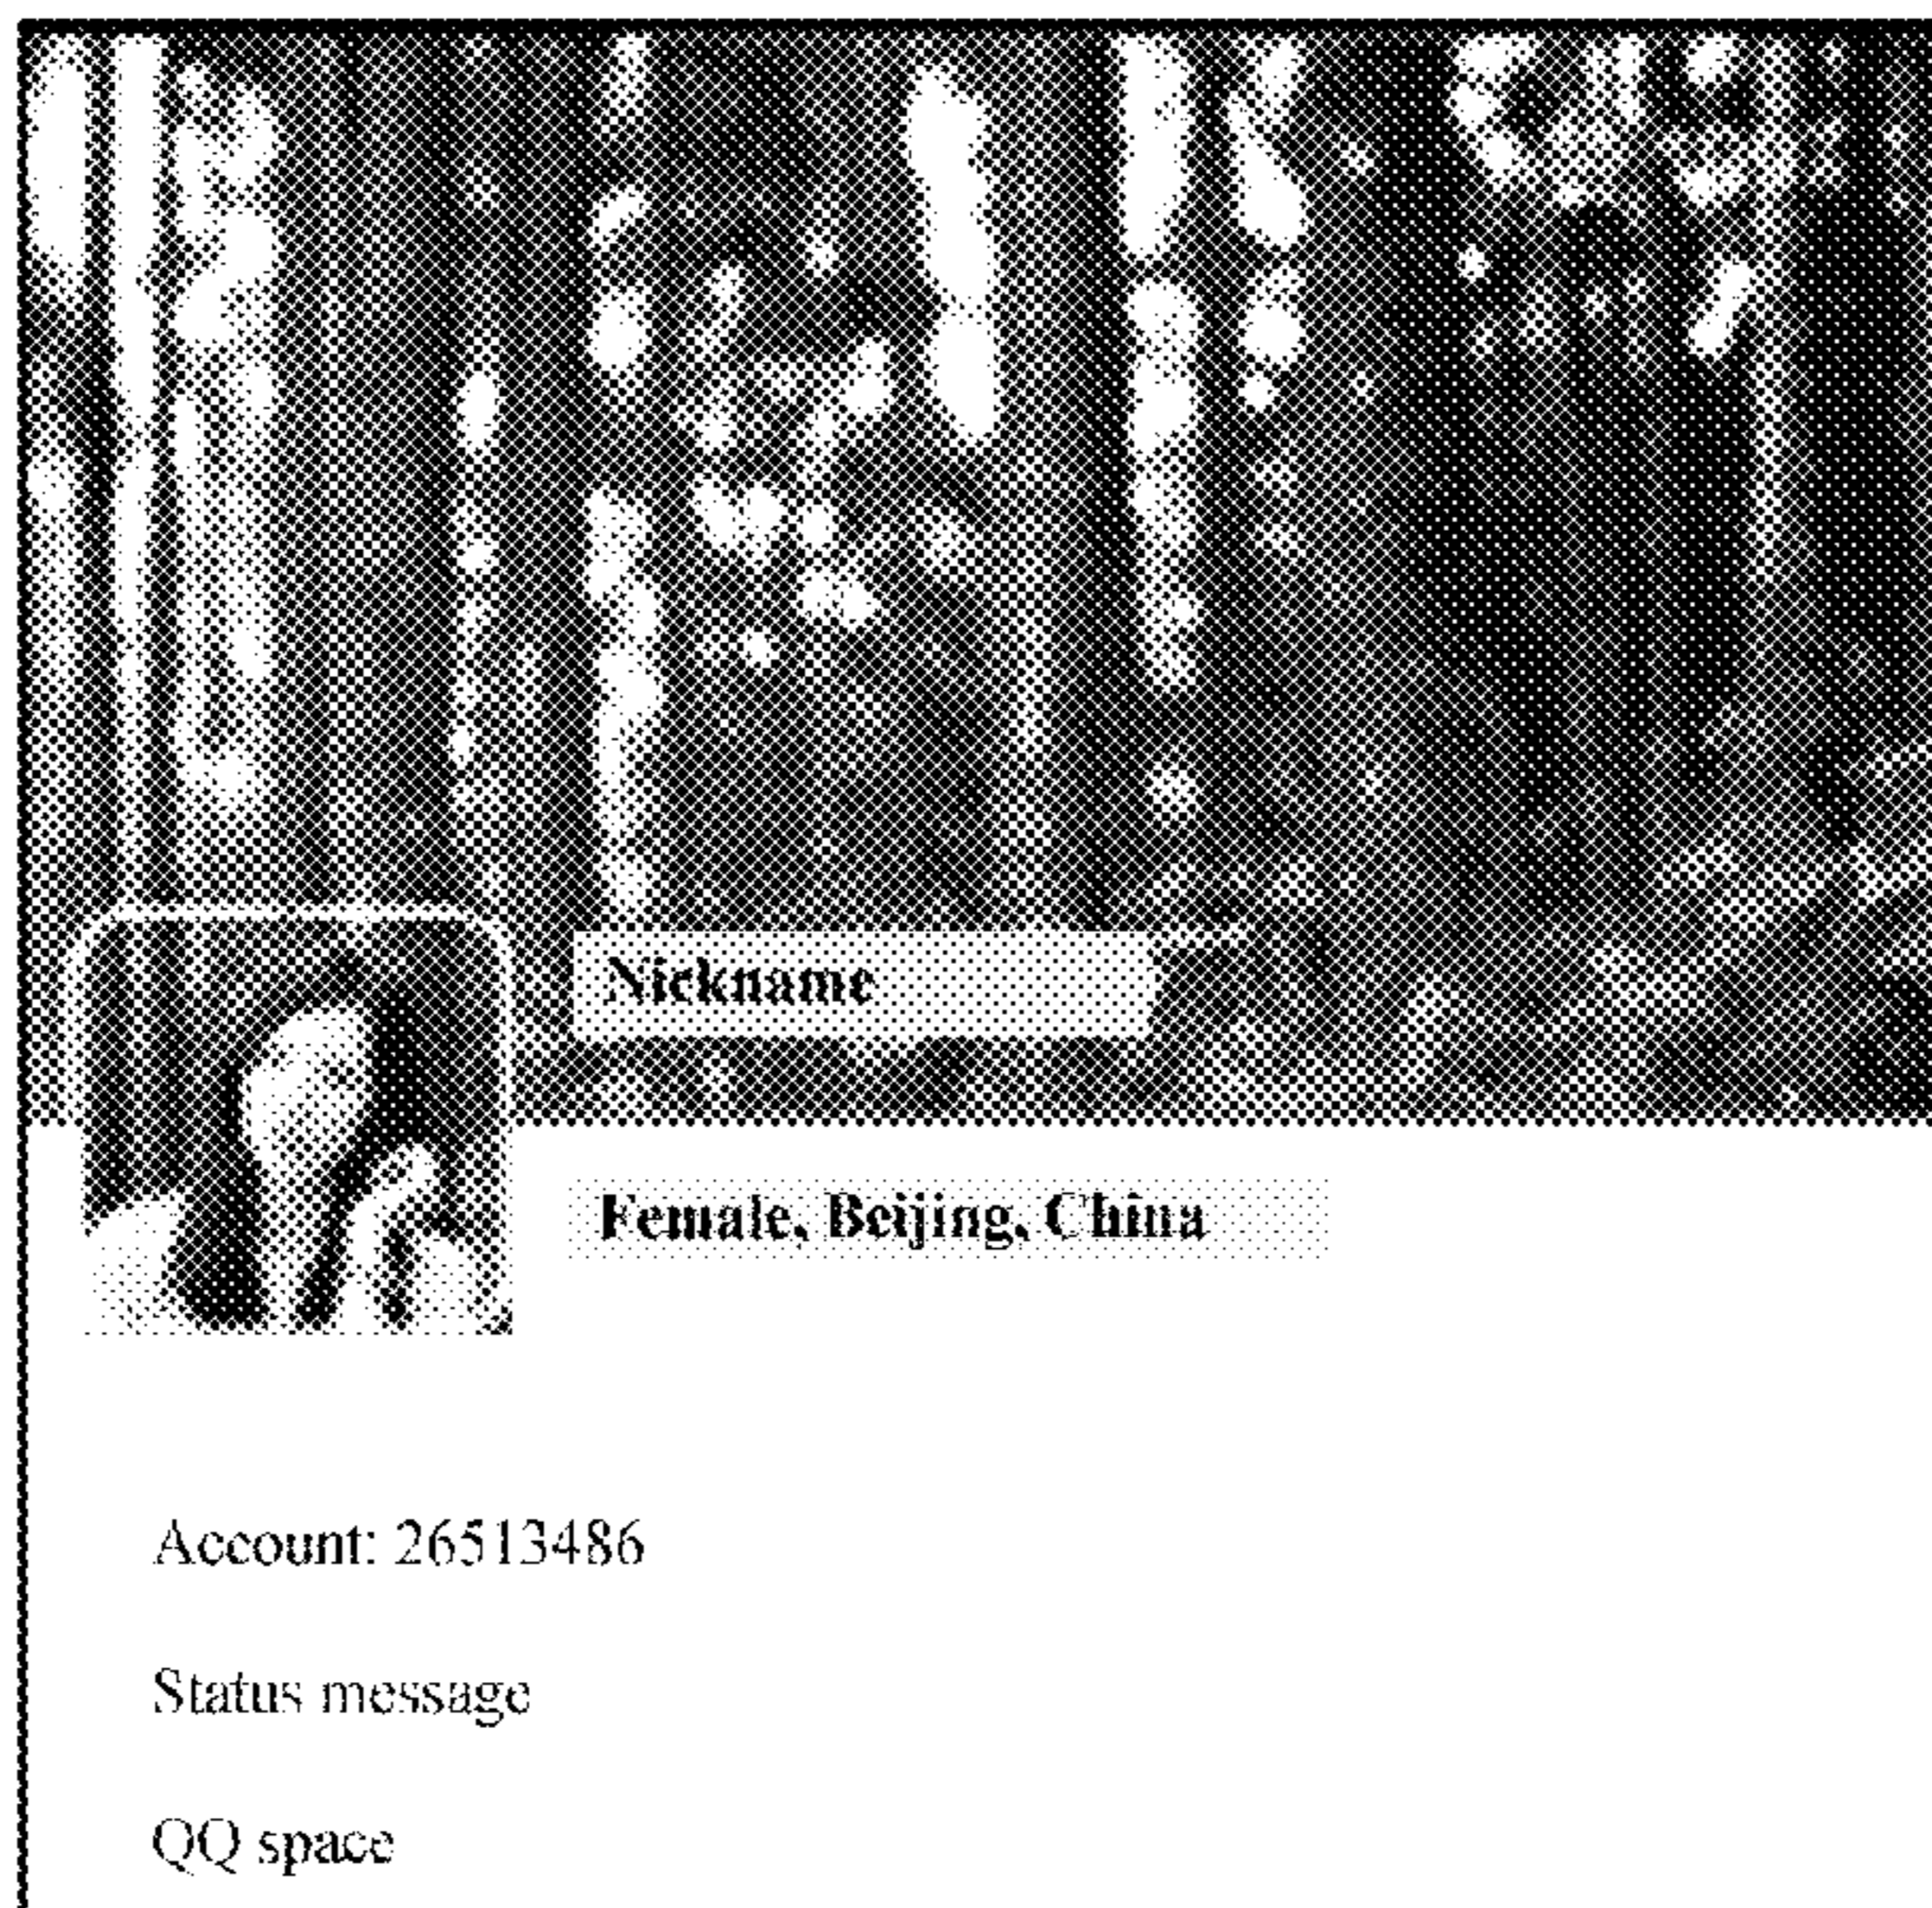 Nickname
Female, Beijing, China
Account: 26513486
Status message
QQ space